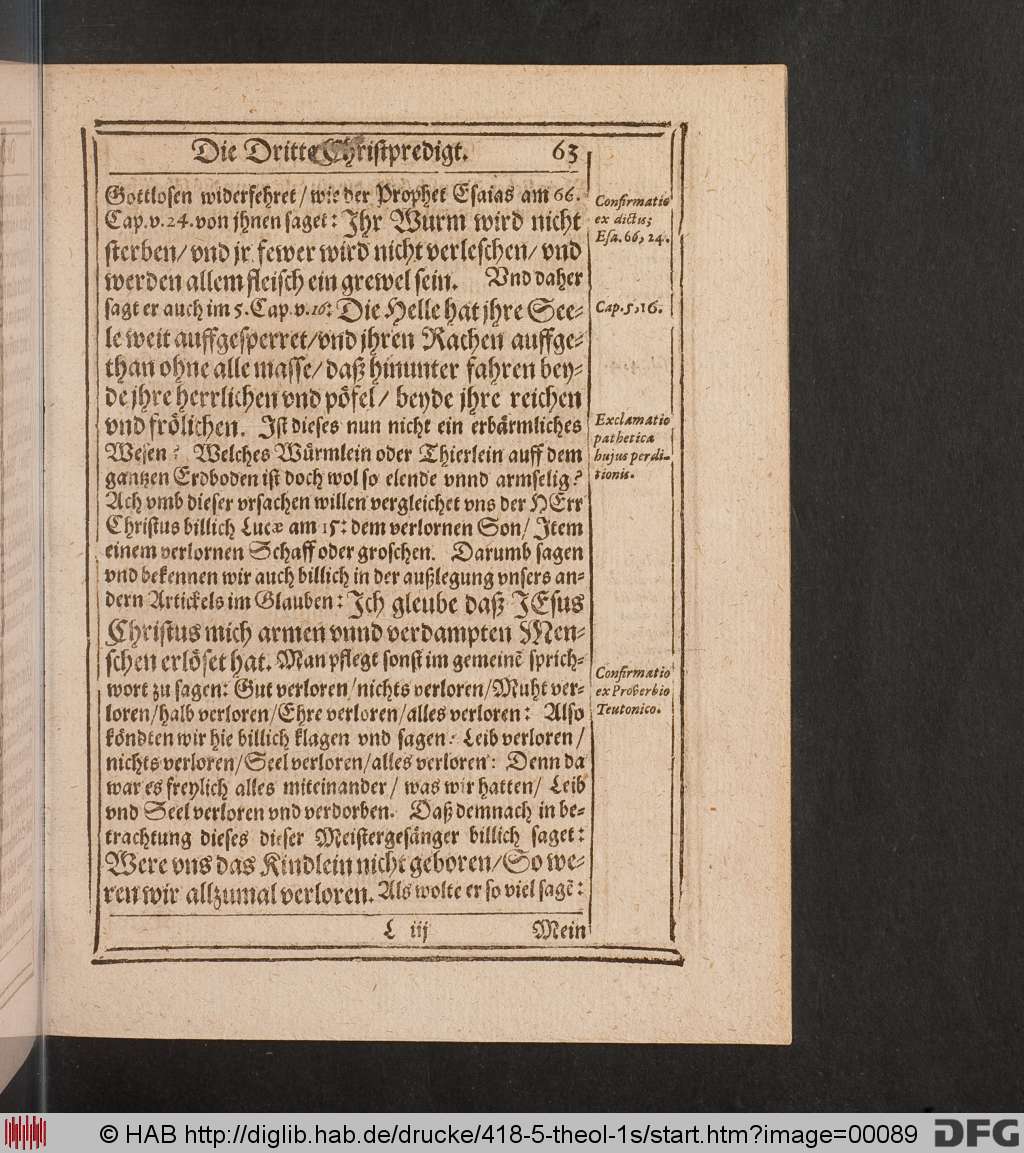 Die Dritte Christpredigt. 63
Gottlosen widerfehret / wie der Prophet Esaias am 66.
Cap. v. 24. von jhnen saget: Ihr Wurm wird nicht
sterben / vnd jr fewer wird nicht verleschen / vnd
werden allem fleisch ein grewel sein. Vnd daher
sagt er auch im 5. Cap. v. 16: Die Helle hat jhre See-
le weit auffgesperret / vnd jhren Rachen auffge-
than ohne alle masse / daß hinunter fahren bey-
de jhre herrlichen vnd pöfel / beyde jhre reichen
vnd frölichen. Ist dieses nun nicht ein erbärmliches
Wesen? Welches Würmlein oder Thierlein auff dem
gantzen Erdboden ist doch wol so elende vnnd armselig?
Ach vmb dieser vrsachen willen vergleichet vns der HErr
Christus billich Lucæ am 15: dem verlornen Son / Item
einem verlornen Schaff oder groschen. Darumb sagen
vnd bekennen wir auch billich in der außlegung vnsers an-
dern Artickels im Glauben: Ich gleube daß JEsus
Christus mich armen vnnd verdampten Men-
schen erlöset hat. Man pflegt sonst im gemeinē sprich-
wort zu sagen: Gut verloren / nichts verloren / Muht ver-
loren / halb verloren / Ehre verloren / alles verloren: Also
köndten wir hie billich klagen vnd sagen: Leib verloren /
nichts verloren / Seel verloren / alles verloren: Denn da
war es freylich alles miteinander / was wir hatten / Leib
vnd Seel verloren vnd verdorben. Daß demnach in be-
trachtung dieses dieser Meistergesänger billich saget:
Were vns das Kindlein nicht geboren / So we-
ren wir allzumal verloren. Als wolte er so viel sagē:
L iij Mein
Confirmatio
ex dictis;
Esa. 66, 24.
Cap. 5, 16.
Exclamatio
pathetica
hujus perdi-
tionis.
Confirmatio
ex Proverbio
Teutonico.
© HAB http://diglib.hab.de/drucke/418-5-theol-1s/start.htm?image=00089
DFG